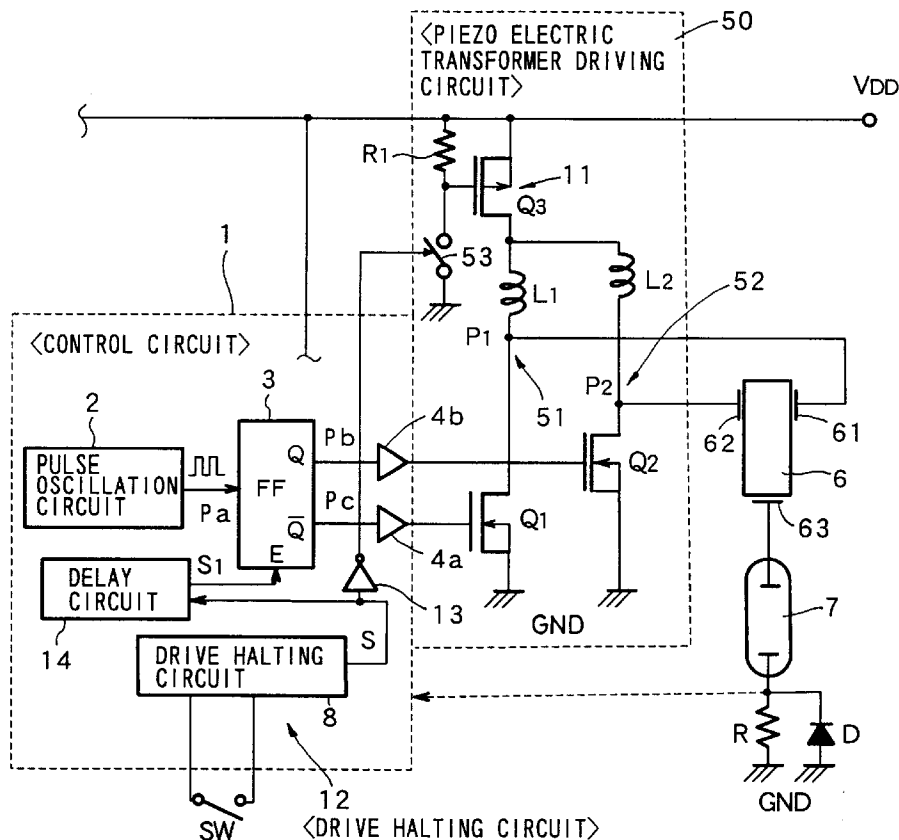 50
<PIEZO ELECTRIC
TRANSFORMER DRIVING
CIRCUIT>
VDD
R1
11
Q3
1
53
L1
L2
52
<CONTROL CIRCUIT>
P1
51
P2
2
3
4b
62
61
PULSE
OSCILLATION
CIRCUIT
Pa
FF
Q
Q̅
E
Pb
Pc
4a
Q1
Q2
6
63
S1
DELAY
CIRCUIT
14
13
GND
7
S
DRIVE HALTING
CIRCUIT
8
R
D
12
SW
<DRIVE HALTING CIRCUIT>
GND